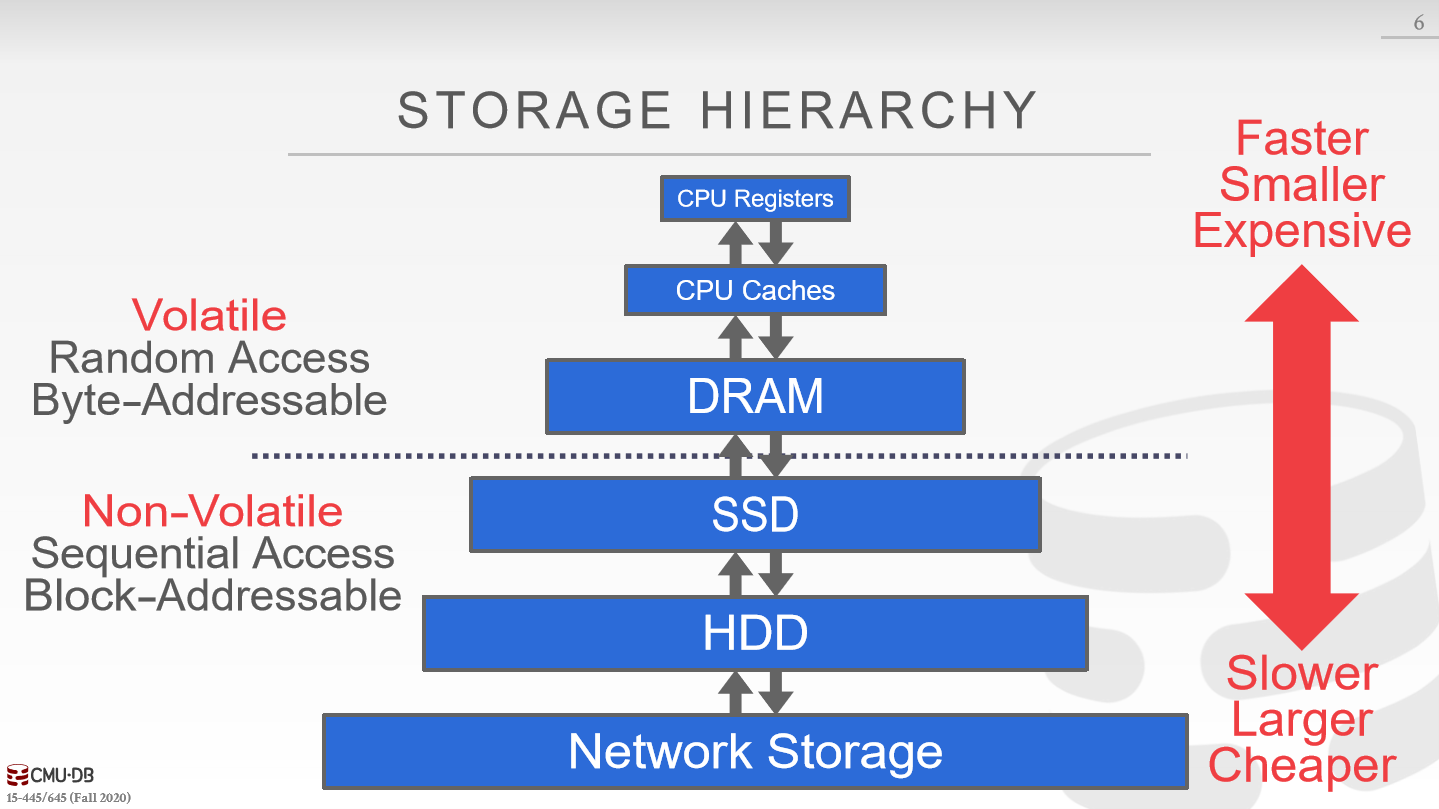 6
STORAGE HIERARCHY
Faster
Smaller
Expensive
CPU Registers
CPU Caches
Volatile
Random Access
Byte-Addressable
DRAM
Non-Volatile
Sequential Access
Block-Addressable
SSD
HDD
Network Storage
Slower
Larger
Cheaper
CMU·DB
15-445/645 (Fall 2020)